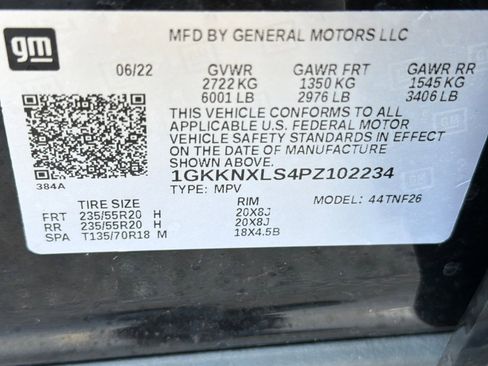 gm
MFD BY GENERAL MOTORS LLC
06/22 GVWR GAWR FRT GAWR RR
2722 KG 1350 KG 1545 KG
6001 LB 2976 LB 3406 LB
THIS VEHICLE CONFORMS TO ALL
APPLICABLE U.S. FEDERAL MOTOR
VEHICLE SAFETY STANDARDS IN EFFECT
ON THE DATE OF MANUFACTURE
SHOWN ABOVE.
1GKKNXLS4PZ102234
384A TYPE: MPV MODEL: 44TNF26
TIRE SIZE RIM
FRT 235/55R20 H 20X8J
RR 235/55R20 H 20X8J
SPA T135/70R18 M 18X4.5B